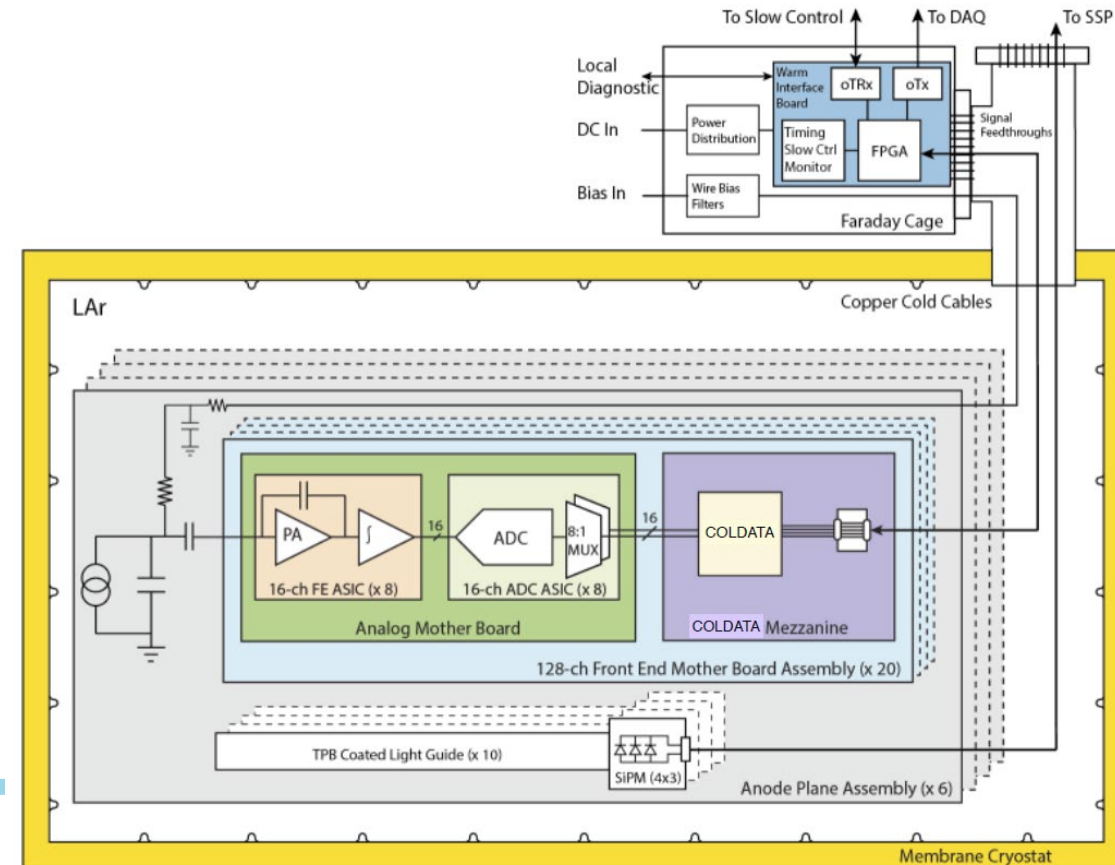 To Slow Control
To DAQ
To SSP
Local
Diagnostic
DC In
Bias In
Power
Distribution
Wire Bias
Filters
Warm
Interface
Board
oTRx
oTx
Timing
Slow Ctrl
Monitor
FPGA
Signal
Feedthroughs
Faraday Cage
LAr
Copper Cold Cables
PA
∫
16
ADC
8:1
MUX
16
COLDATA
16-ch FE ASIC (x 8)
16-ch ADC ASIC (x 8)
Analog Mother Board
COLDATA Mezzanine
128-ch Front End Mother Board Assembly (x 20)
TPB Coated Light Guide (x 10)
SiPM (4x3)
Anode Plane Assembly (x 6)
Membrane Cryostat